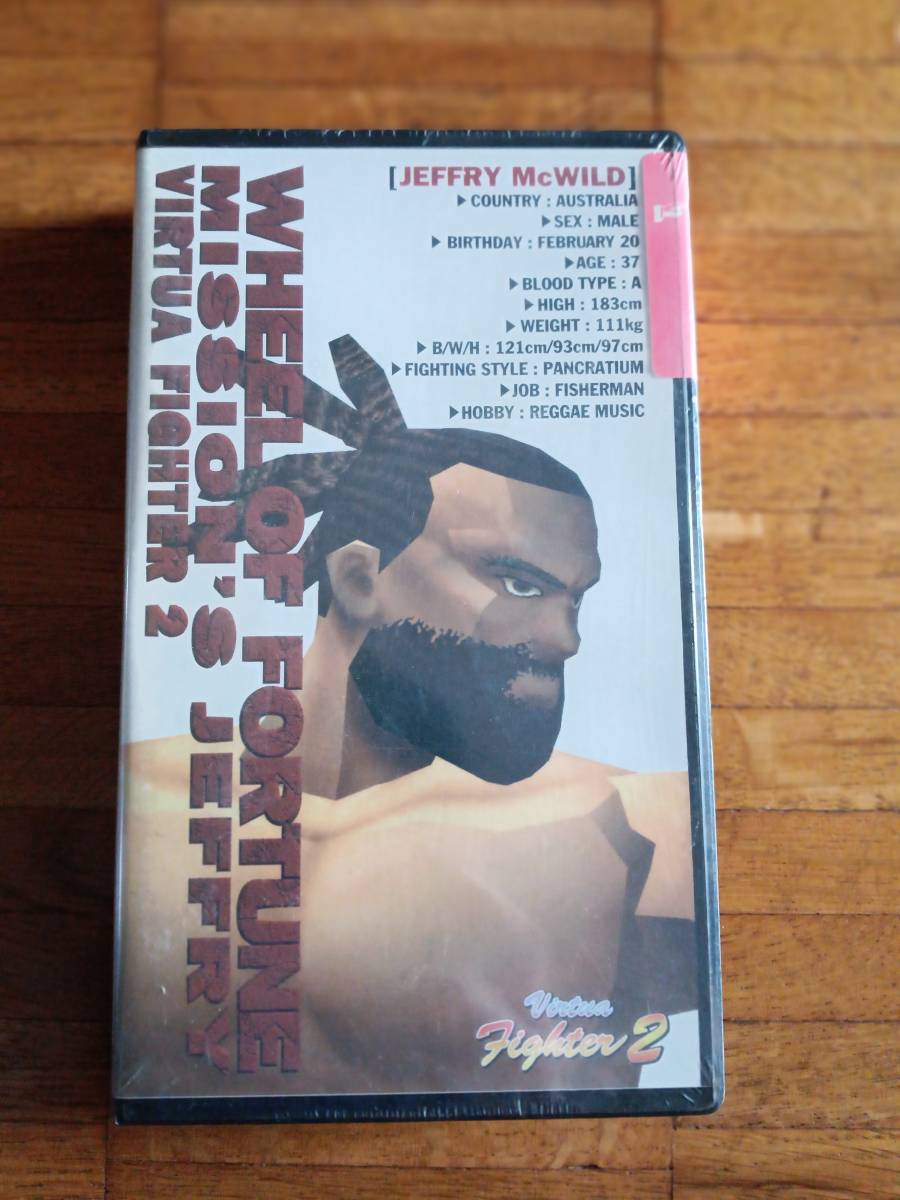 WHEEL OF FORTUNE
MISSION'S JEFFRY
VIRTUA FIGHTER 2
[JEFFRY McWILD]
▶COUNTRY : AUSTRALIA
▶SEX : MALE
▶BIRTHDAY : FEBRUARY 20
▶AGE : 37
▶BLOOD TYPE : A
▶HIGH : 183cm
▶WEIGHT : 111kg
▶B/W/H : 121cm/93cm/97cm
▶FIGHTING STYLE : PANCRATIUM
▶JOB : FISHERMAN
▶HOBBY : REGGAE MUSIC
Virtua
Fighter 2